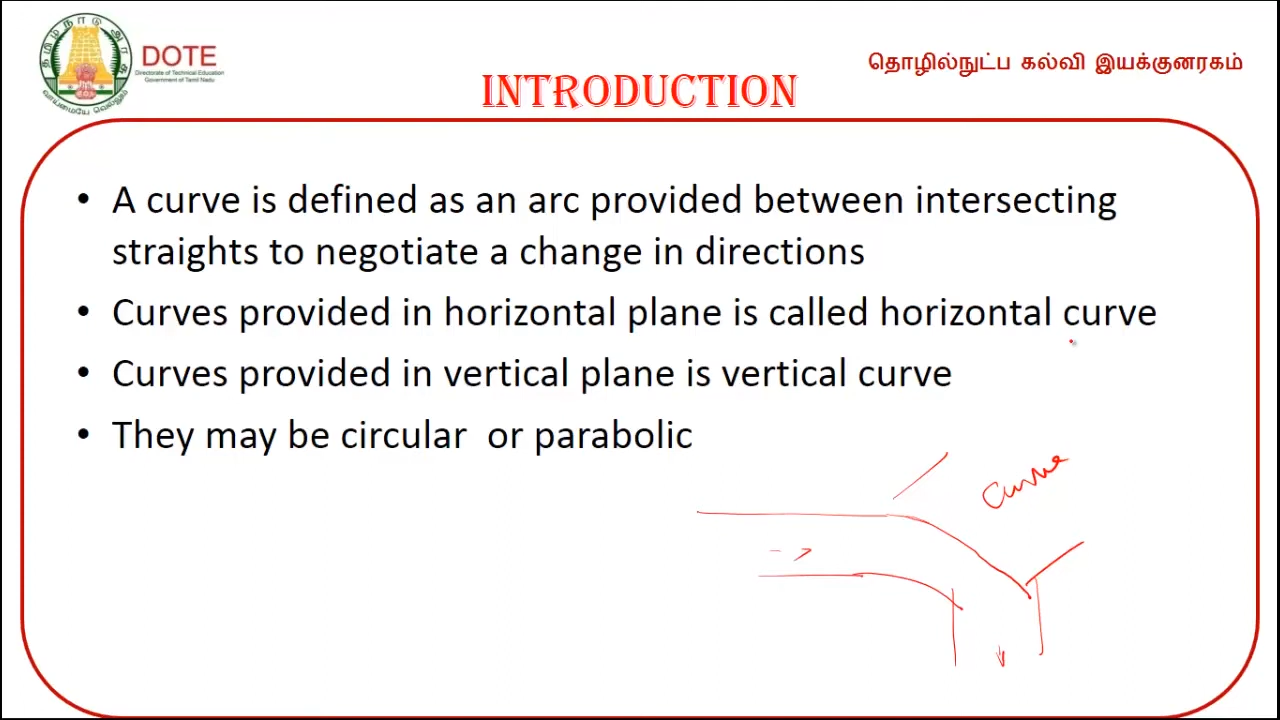 DOTE
Directorate of Technical Education
Government of Tamil Nadu
தமிழ்நாடு அரசு
வாய்மையே வெல்லும்
தொழில்நுட்ப கல்வி இயக்குனரகம்
INTRODUCTION
• A curve is defined as an arc provided between intersecting
straights to negotiate a change in directions
• Curves provided in horizontal plane is called horizontal curve
• Curves provided in vertical plane is vertical curve
• They may be circular or parabolic
Curve